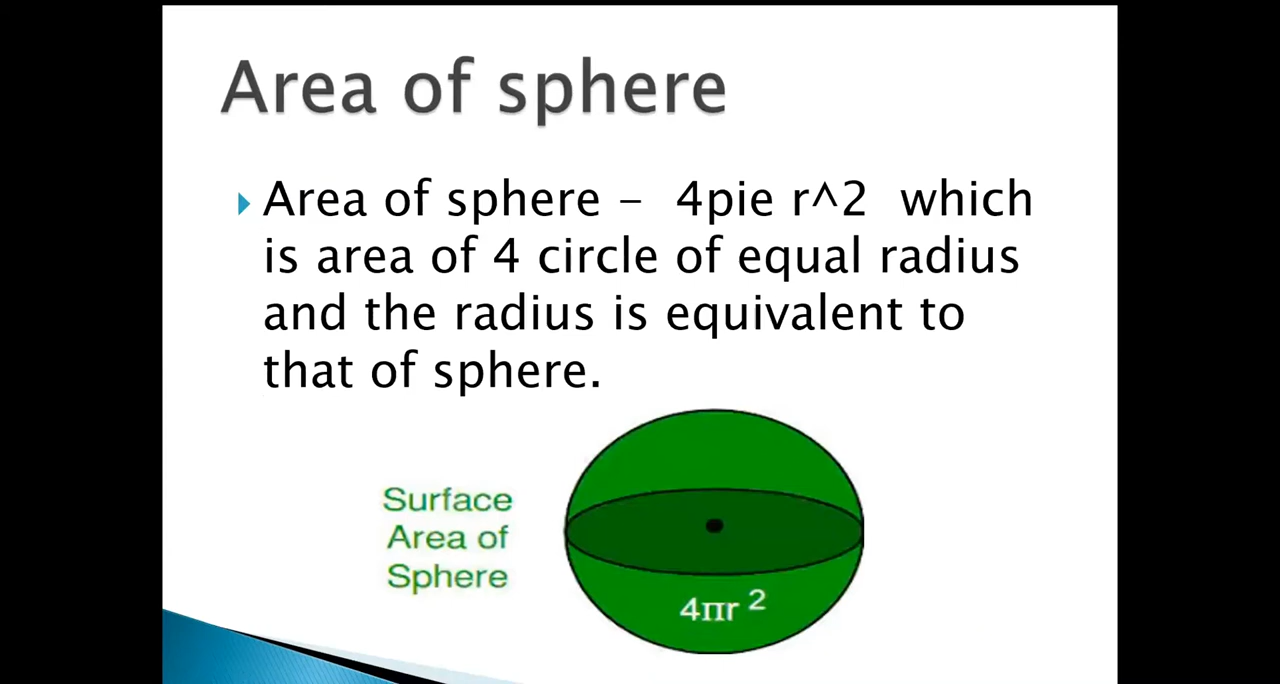 Area of sphere
Area of sphere – 4pie r^2 which
is area of 4 circle of equal radius
and the radius is equivalent to
that of sphere.
Surface
Area of
Sphere
4πr 2